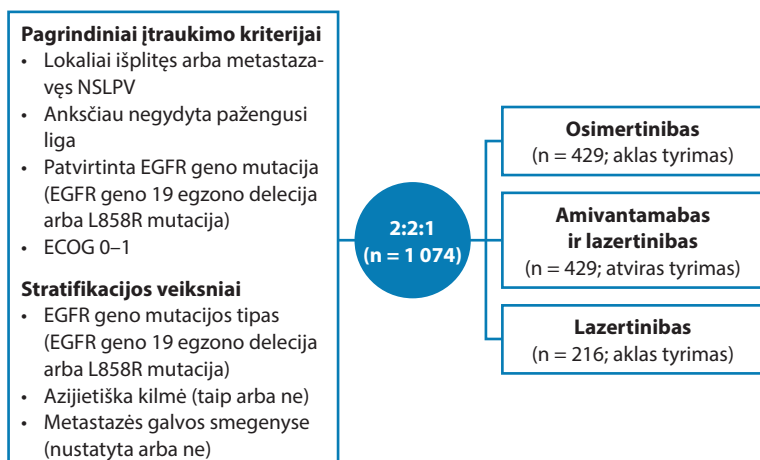 Pagrindiniai įtraukimo kriterijai
• Lokaliai išplitęs arba metastaza-
vęs NSLPV
• Anksčiau negydyta pažengusi
liga
• Patvirtinta EGFR geno mutacija
(EGFR geno 19 egzono delecija
arba L858R mutacija)
• ECOG 0–1
Stratifikacijos veiksniai
• EGFR geno mutacijos tipas
(EGFR geno 19 egzono delecija
arba L858R mutacija)
• Azijietiška kilmė (taip arba ne)
• Metastazės galvos smegenyse
(nustatyta arba ne)
2:2:1
(n = 1 074)
Osimertinibas
(n = 429; aklas tyrimas)
Amivantamabas
ir lazertinibas
(n = 429; atviras tyrimas)
Lazertinibas
(n = 216; aklas tyrimas)